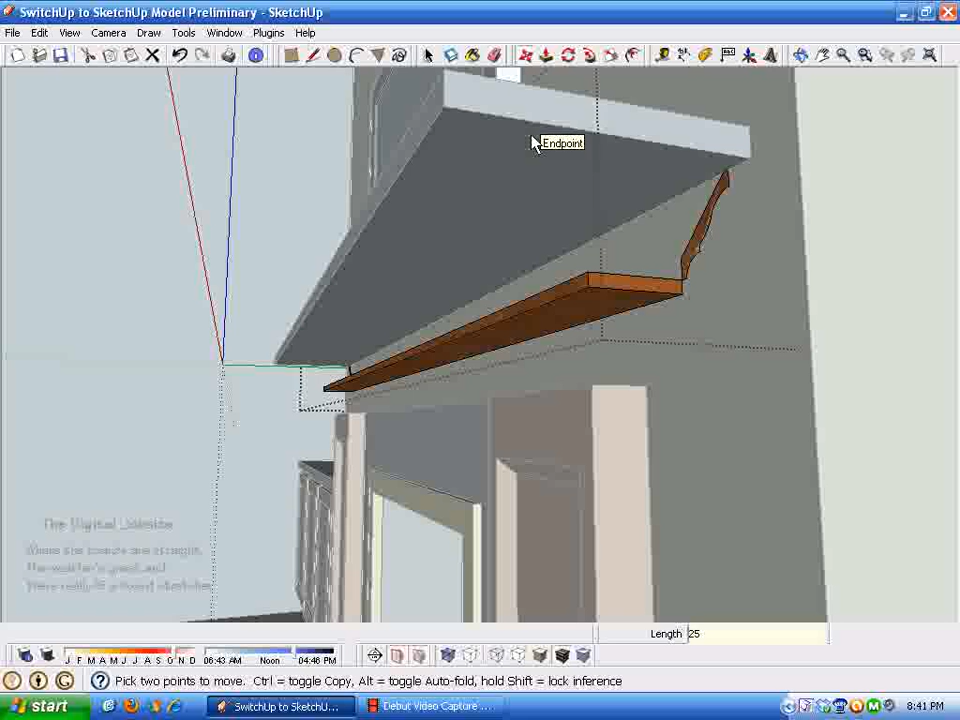 SwitchUp to SketchUp Model Preliminary - SketchUp
File Edit View Camera Draw Tools Window Plugins Help
Endpoint
The Digital Jobsite
Length 25
J F M A M J J A S O N D 06:43 AM Noon 04:46 PM
Pick two points to move. Ctrl = toggle Copy, Alt = toggle Auto-fold, hold Shift = lock inference
start SwitchUp to SketchU... Debut Video Capture ... 8:41 PM